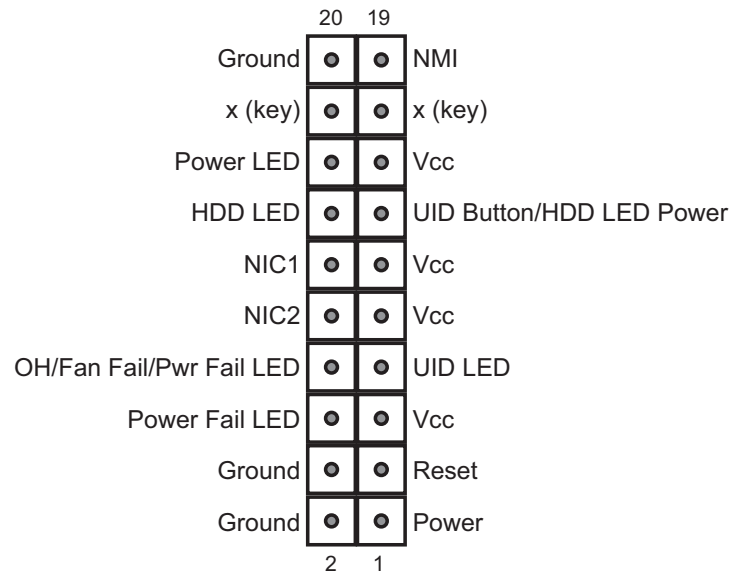 20 19
Ground NMI
x (key) x (key)
Power LED Vcc
HDD LED UID Button/HDD LED Power
NIC1 Vcc
NIC2 Vcc
OH/Fan Fail/Pwr Fail LED UID LED
Power Fail LED Vcc
Ground Reset
Ground Power
2 1